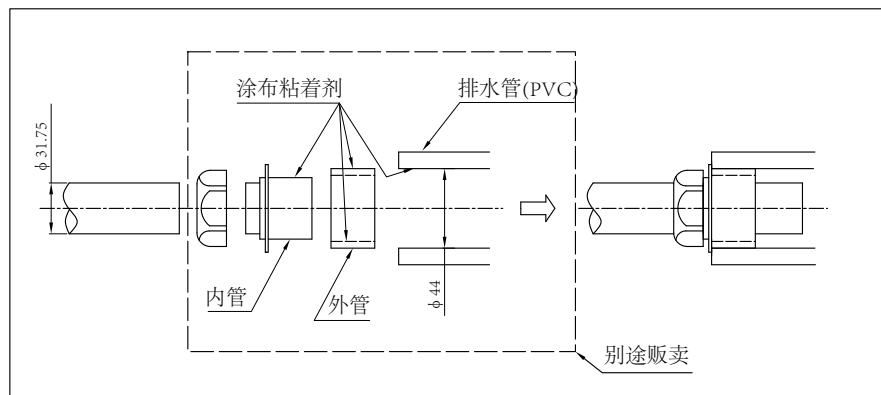 涂布粘着剂
排水管(PVC)
ϕ 31.75
内管
外管
ϕ 44
别途贩卖